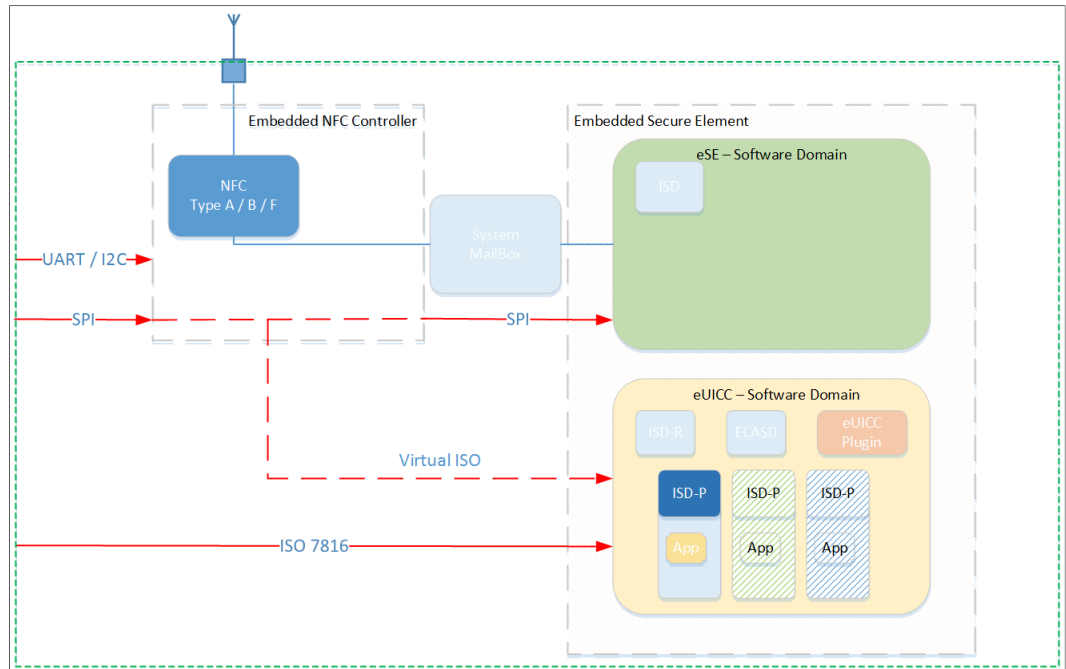 Embedded NFC Controller
Embedded Secure Element
eSE – Software Domain
NFC
Type A / B / F
ISD
System
MailBox
UART / I2C
SPI
SPI
eUICC – Software Domain
ISD-R
ECASD
eUICC
Plugin
Virtual ISO
ISD-P
ISD-P
ISD-P
ISO 7816
App
App
App